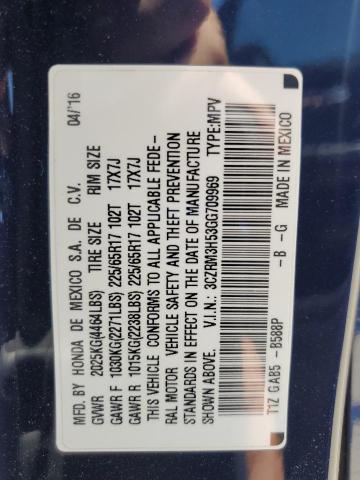 MFD. BY HONDA DE MEXICO S.A. DE C.V. 04/'16
GVWR 2025KG(4464LBS) TIRE SIZE RIM SIZE
GAWR F 1030KG(2271LBS) 225/65R17 102T 17X7J
GAWR R 1015KG(2238LBS) 225/65R17 102T 17X7J
THIS VEHICLE CONFORMS TO ALL APPLICABLE FEDE-
RAL MOTOR VEHICLE SAFETY AND THEFT PREVENTION
STANDARDS IN EFFECT ON THE DATE OF MANUFACTURE
SHOWN ABOVE. V.I.N.: 3CZRM3H53GG709969 TYPE:MPV
T1Z GAB5 -B588P -B -G MADE IN MEXICO